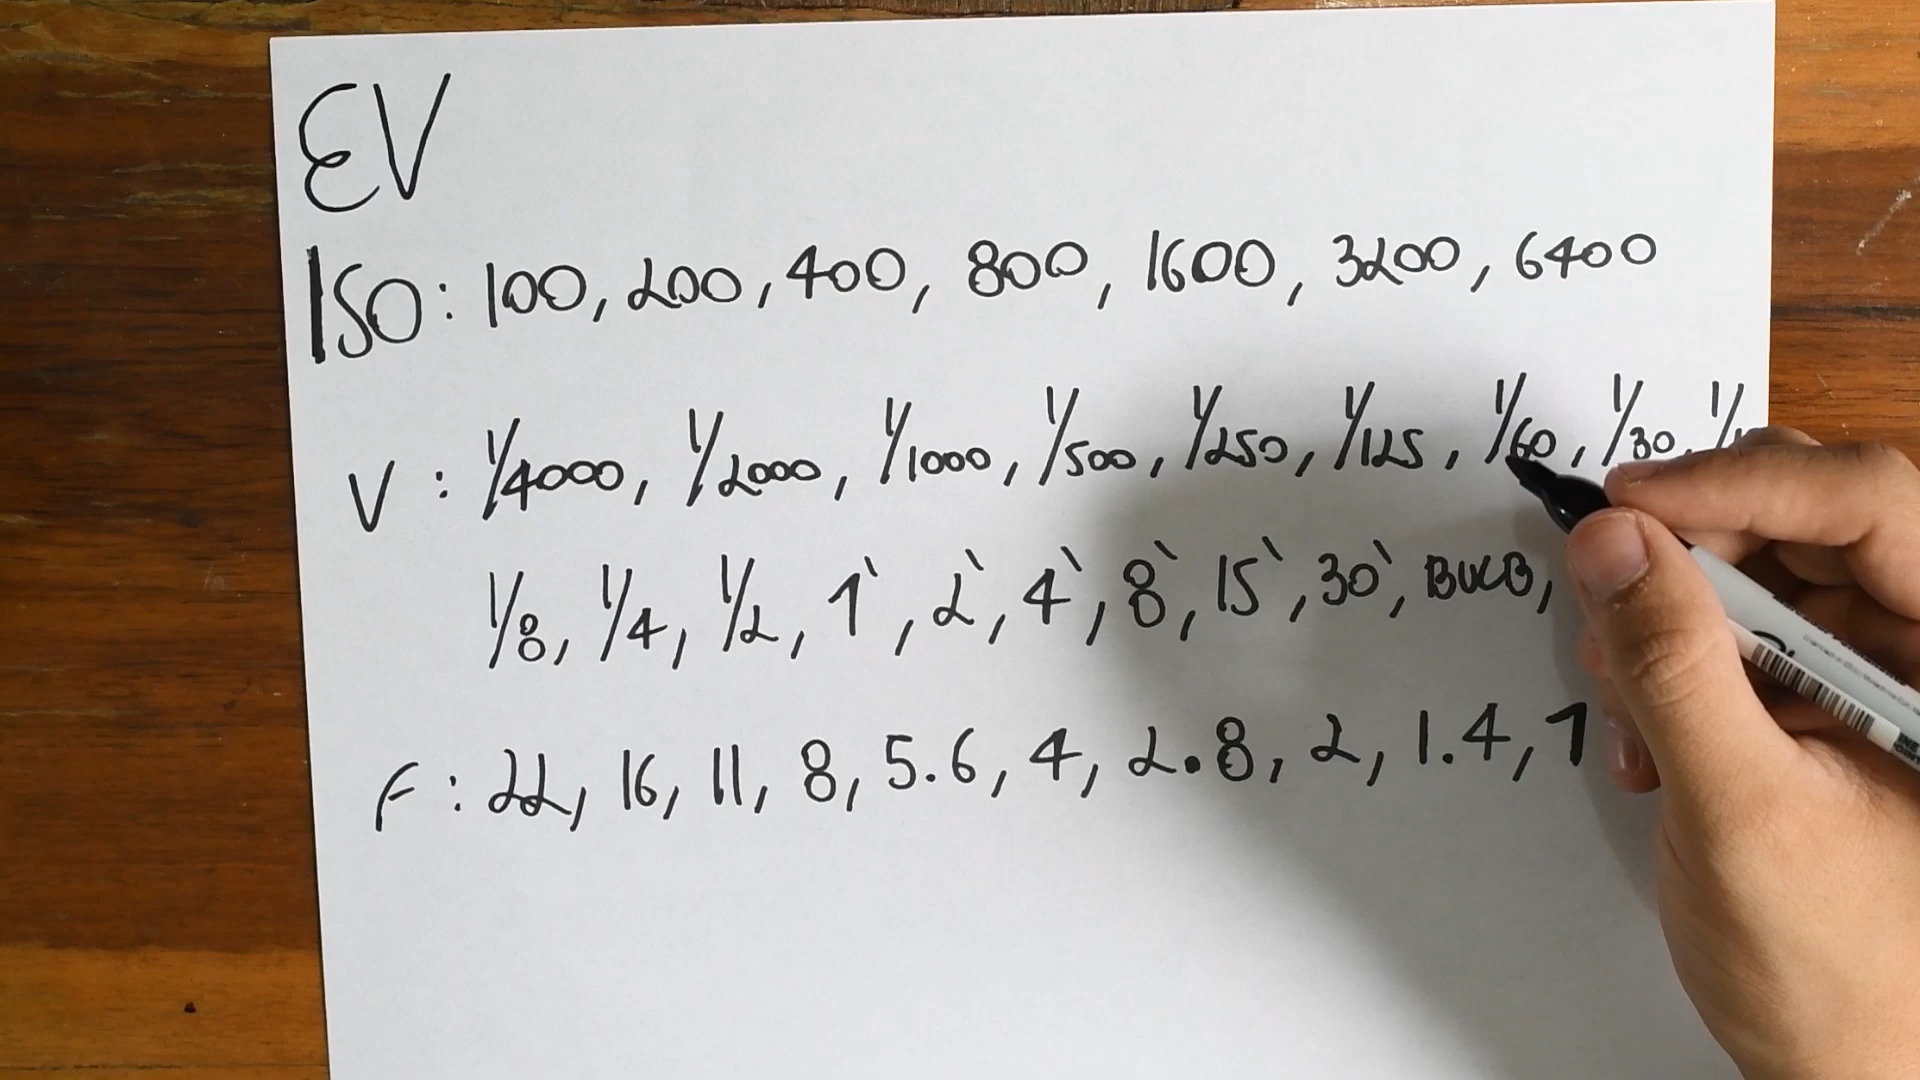 EV
ISO: 100, 200, 400, 800, 1600, 3200, 6400
V: 1/4000, 1/2000, 1/1000, 1/500, 1/250, 1/125, 1/60, 1/30,
1/8, 1/4, 1/2, 1`, 2`, 4`, 8`, 15`, 30`, BULB,
F: 22, 16, 11, 8, 5.6, 4, 2.8, 2, 1.4, 1